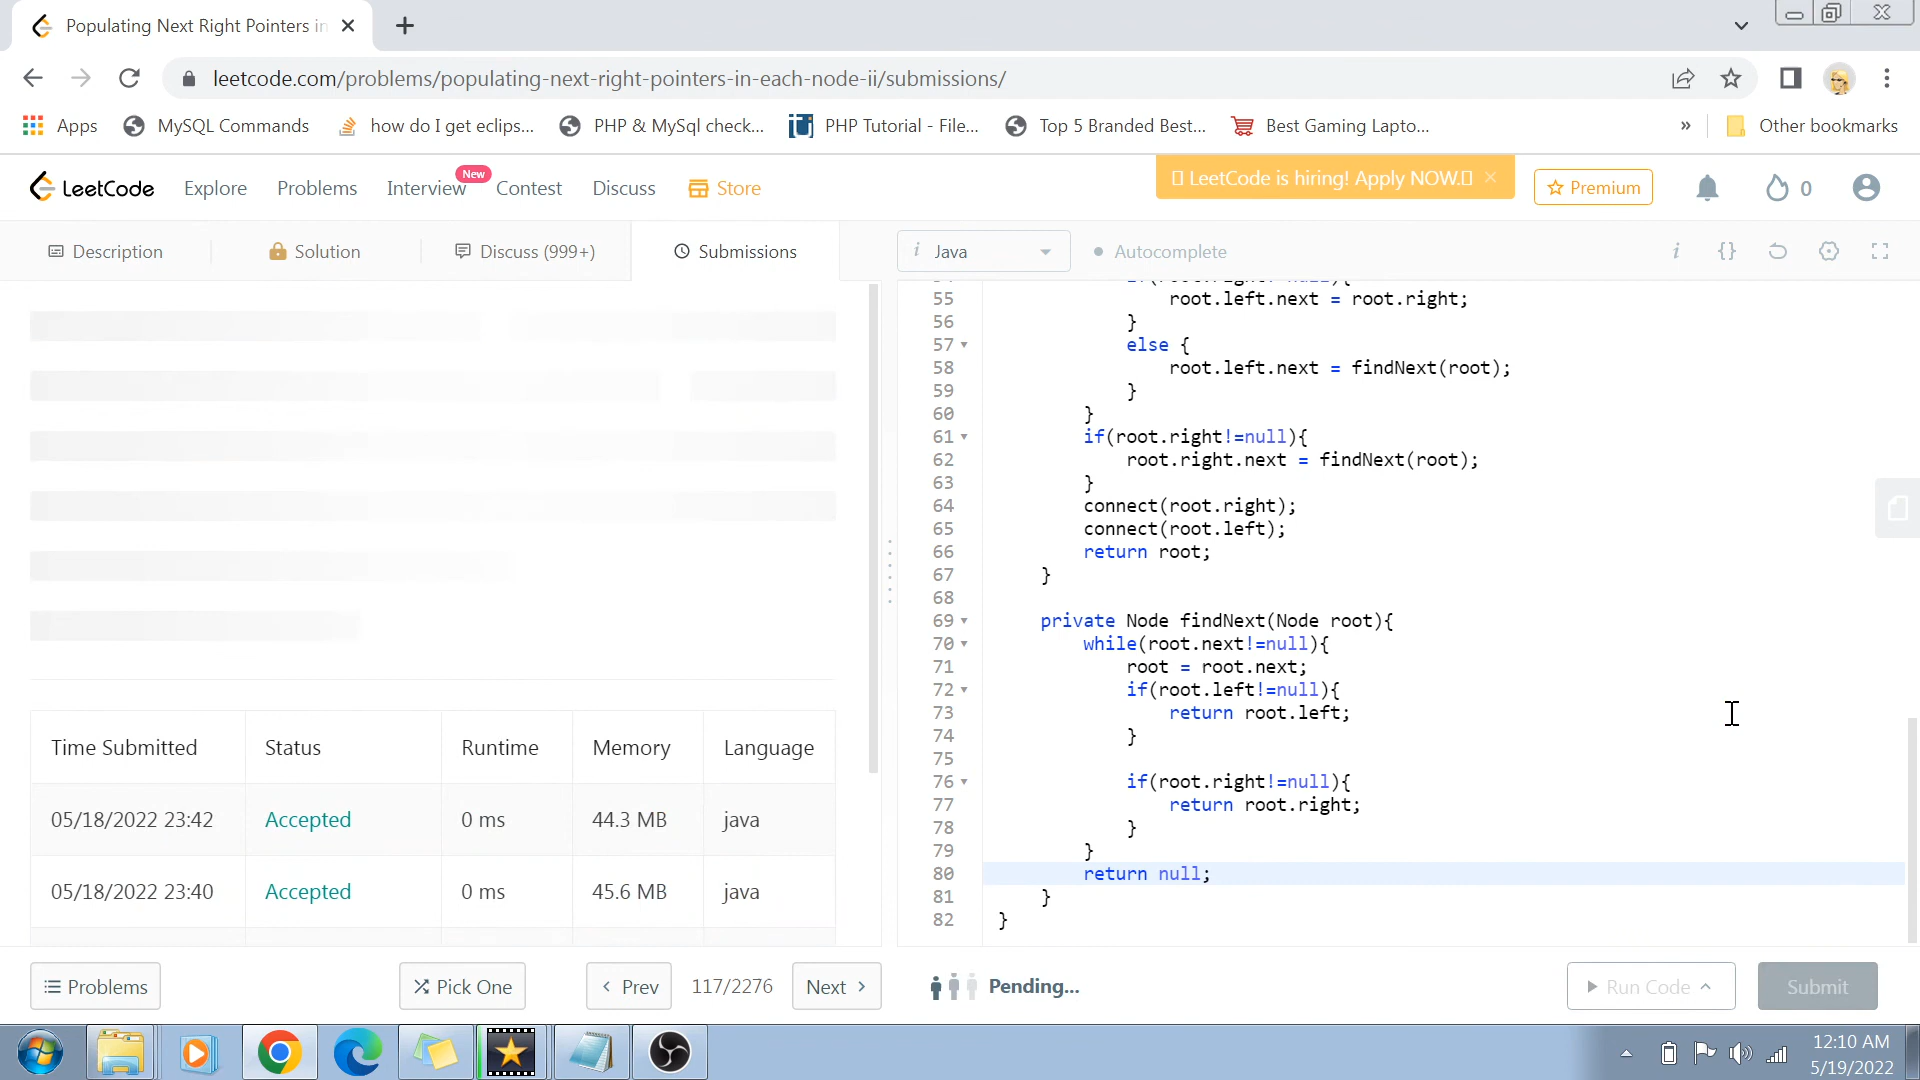 Populating Next Right Pointers in
leetcode.com/problems/populating-next-right-pointers-in-each-node-ii/submissions/
Apps
MySQL Commands
how do I get eclips...
PHP & MySql check...
PHP Tutorial - File...
Top 5 Branded Best...
Best Gaming Lapto...
»
Other bookmarks
LeetCode
Explore
Problems
Interview
New
Contest
Discuss
Store
LeetCode is hiring! Apply NOW.
Premium
0
Description
Solution
Discuss (999+)
Submissions
i Java
Autocomplete
i {}
55 root.left.next = root.right;
56 }
57 else {
58 root.left.next = findNext(root);
59 }
60 }
61 if(root.right!=null){
62 root.right.next = findNext(root);
63 }
64 connect(root.right);
65 connect(root.left);
66 return root;
67 }
68
69 private Node findNext(Node root){
70 while(root.next!=null){
71 root = root.next;
72 if(root.left!=null){
73 return root.left;
74 }
75
76 if(root.right!=null){
77 return root.right;
78 }
79 }
80 return null;
81 }
82 }
Time Submitted Status Runtime Memory Language
05/18/2022 23:42 Accepted 0 ms 44.3 MB java
05/18/2022 23:40 Accepted 0 ms 45.6 MB java
Problems
Pick One
Prev
117/2276
Next
Pending...
Run Code
Submit
12:10 AM
5/19/2022